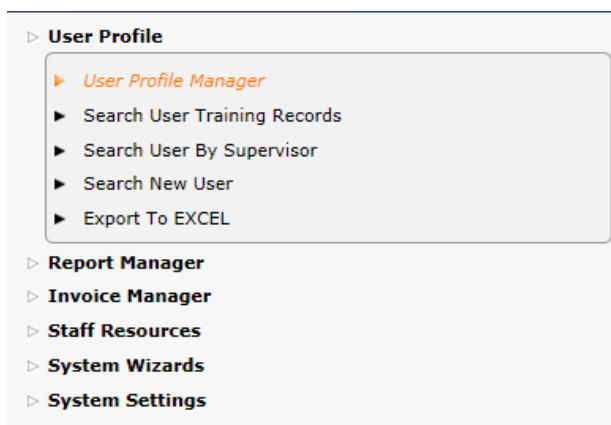 User Profile
User Profile Manager
Search User Training Records
Search User By Supervisor
Search New User
Export To EXCEL
Report Manager
Invoice Manager
Staff Resources
System Wizards
System Settings